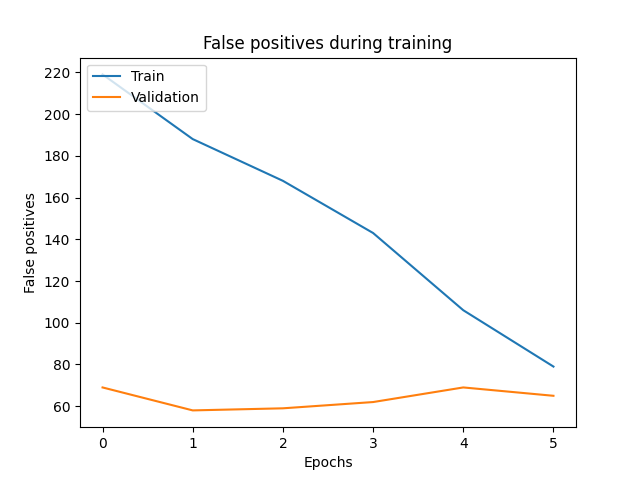 False positives during training
Train
Validation
220
200
180
160
140
120
100
80
60
False positives
0 1 2 3 4 5
Epochs